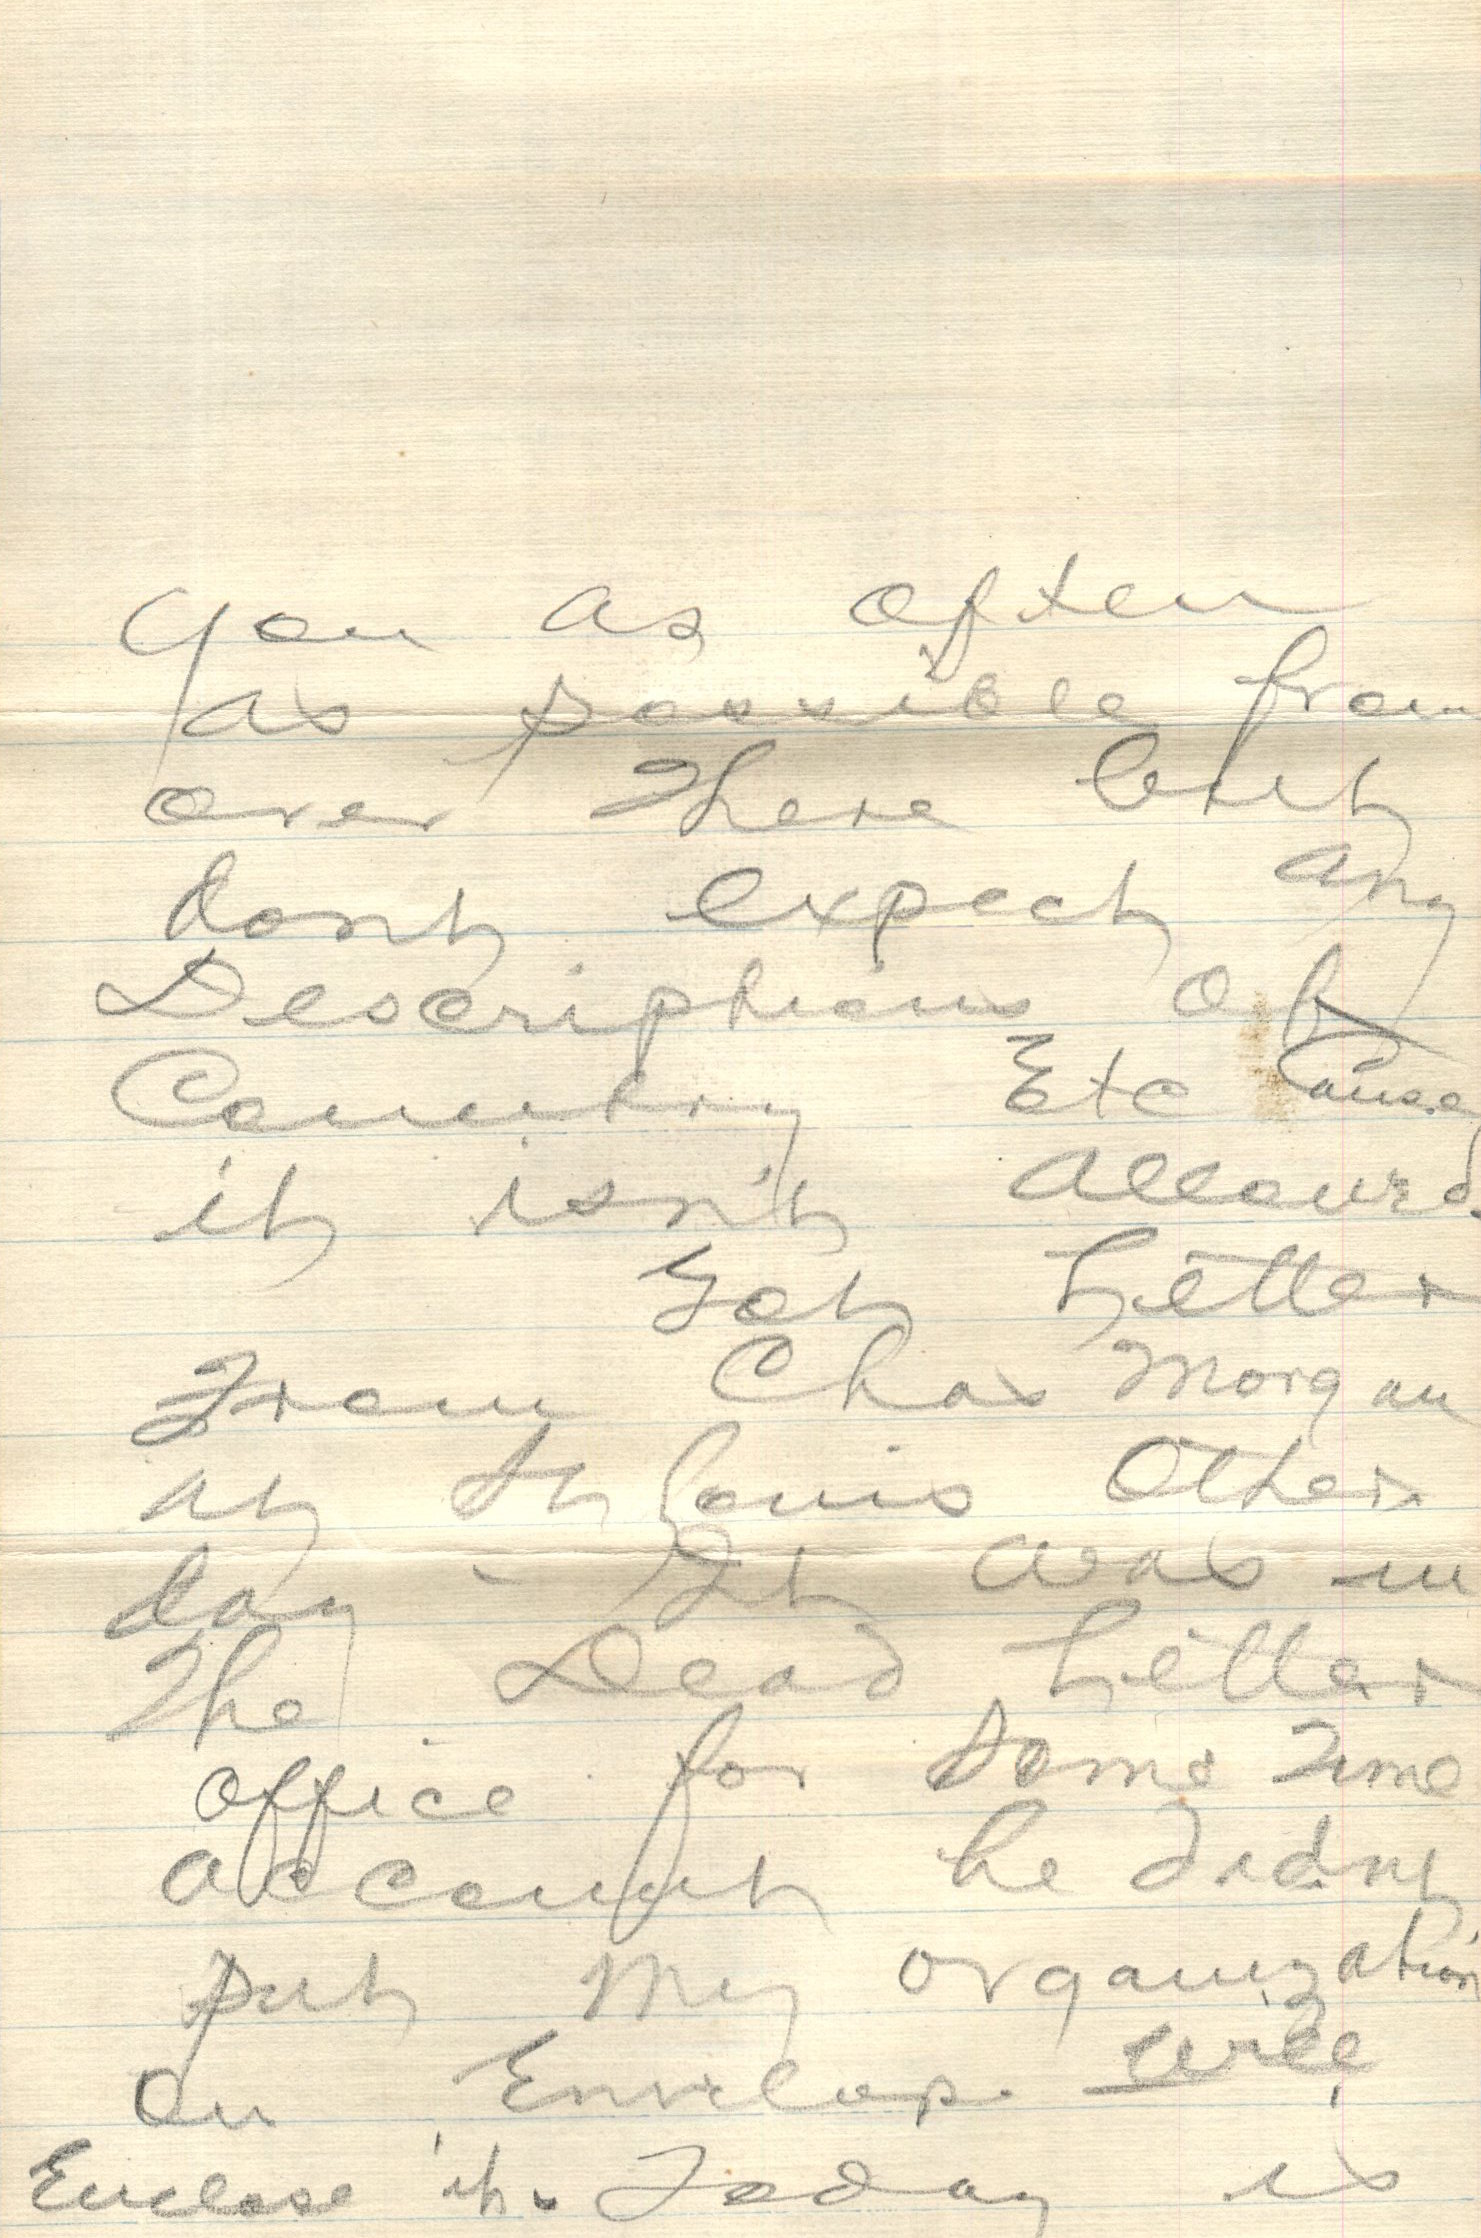 you as often
as possible from
over there but
dont expect any
Descriptions of
Country Etc Cause
it isn't allowed.
Got Letter
From Chas Morgan
at St Louis Other
day - It was in
The Dead Letter
office for some Time
account he didnt
put my organization
on Envelop. will
Enclose it. Today is